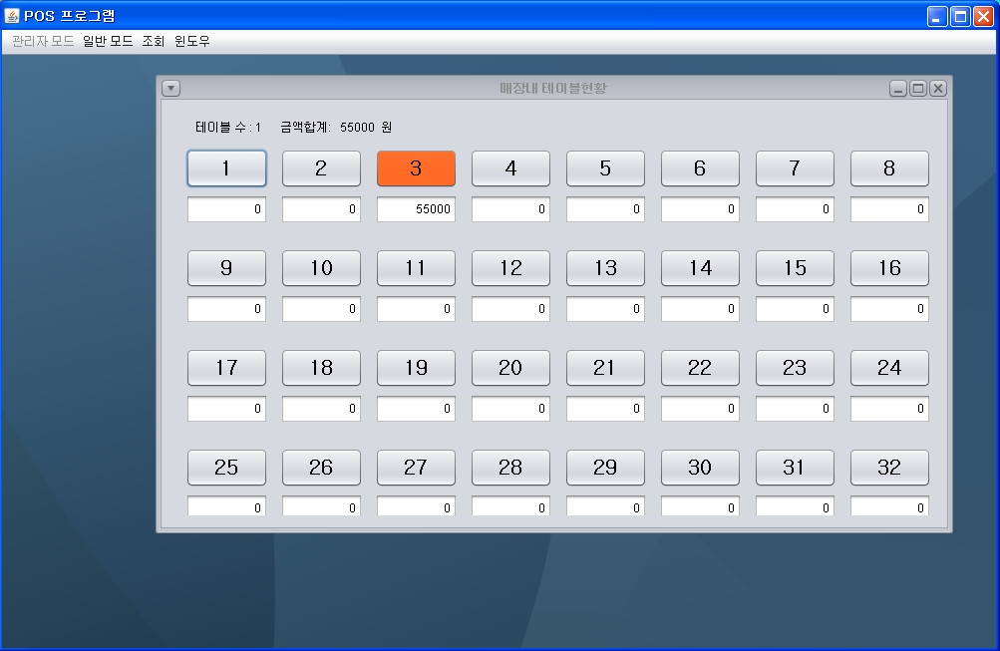 POS 프로그램
관리자 모드 일반 모드 조회 윈도우
매장내 테이블현황
테이블 수 : 1 금액합계: 55000 원
1 2 3 4 5 6 7 8
0 0 55000 0 0 0 0 0
9 10 11 12 13 14 15 16
0 0 0 0 0 0 0 0
17 18 19 20 21 22 23 24
0 0 0 0 0 0 0 0
25 26 27 28 29 30 31 32
0 0 0 0 0 0 0 0